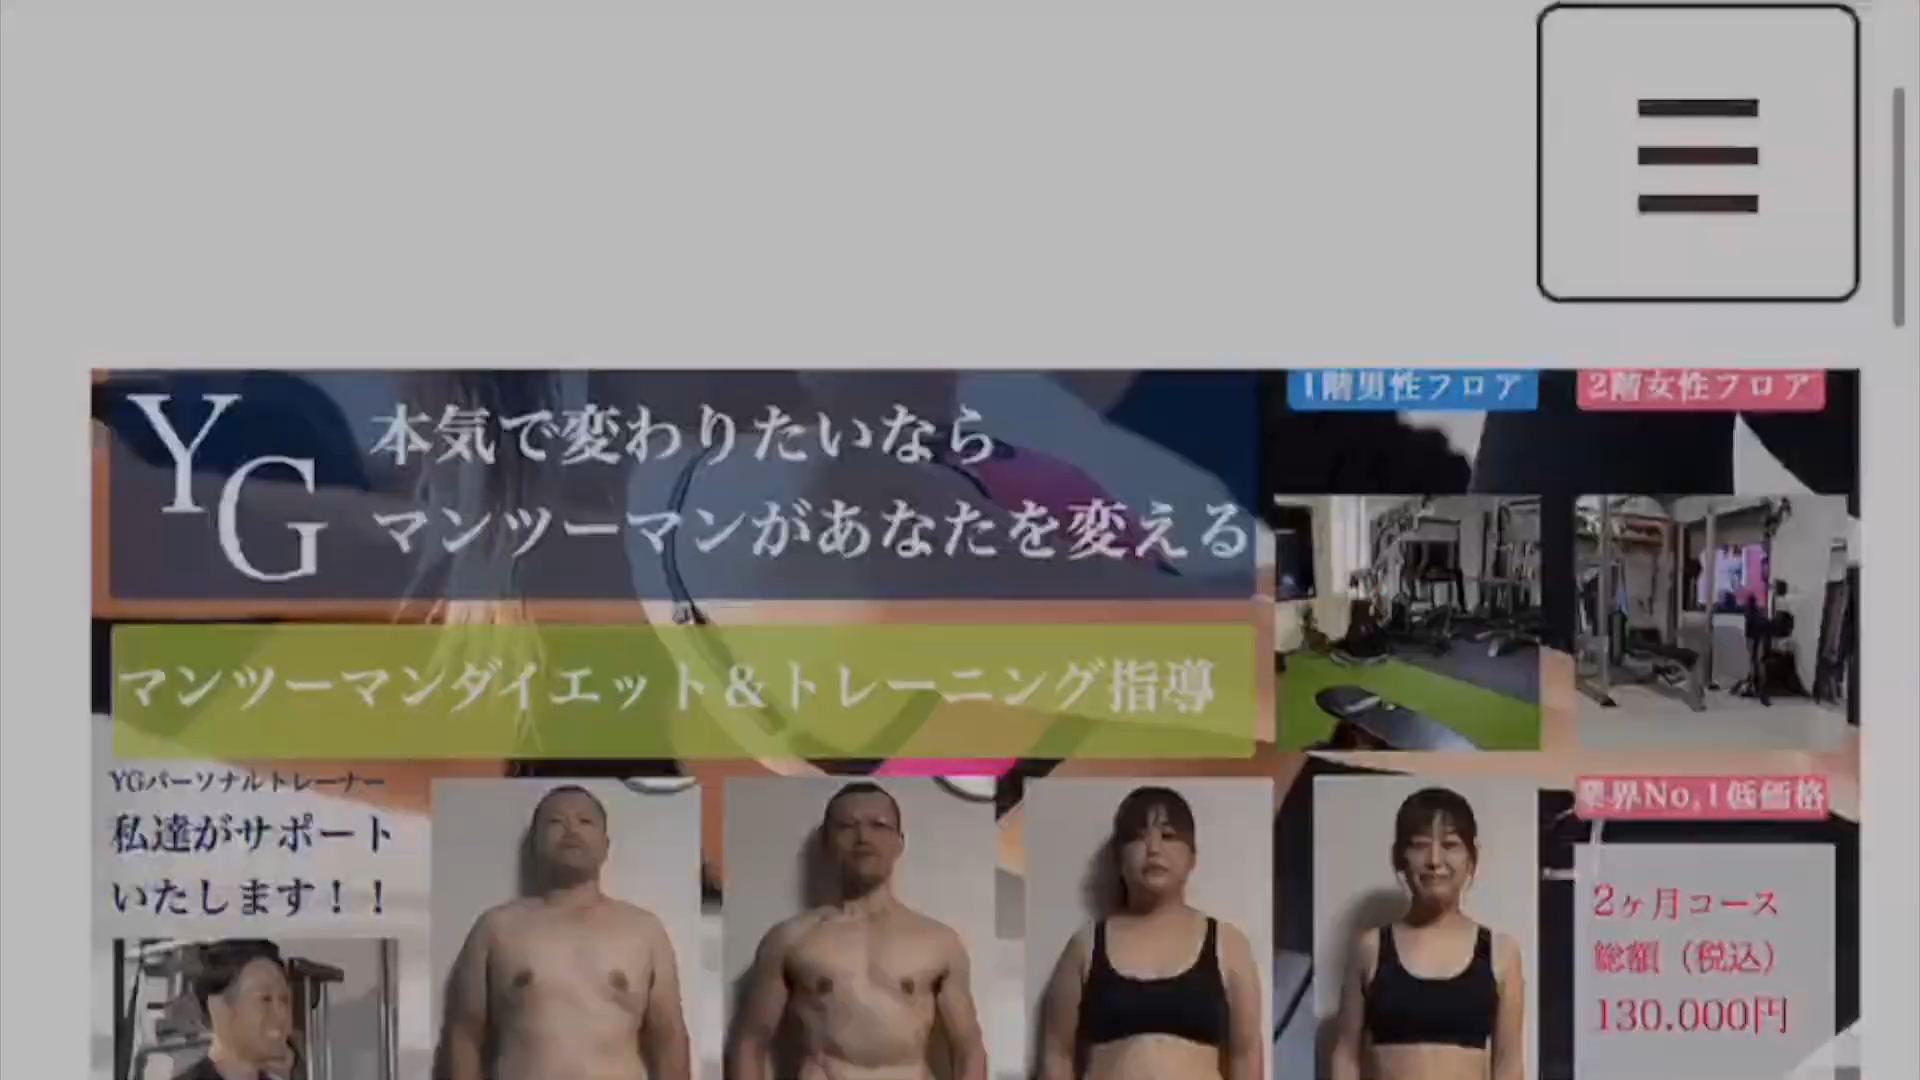 YG
本気で変わりたいなら
マンツーマンがあなたを変える
1階男性フロア
2階女性フロア
マンツーマンダイエット＆トレーニング指導
YGパーソナルトレーナー
私達がサポート
いたします！！
業界No,1低価格
2ヶ月コース
総額（税込）
130.000円